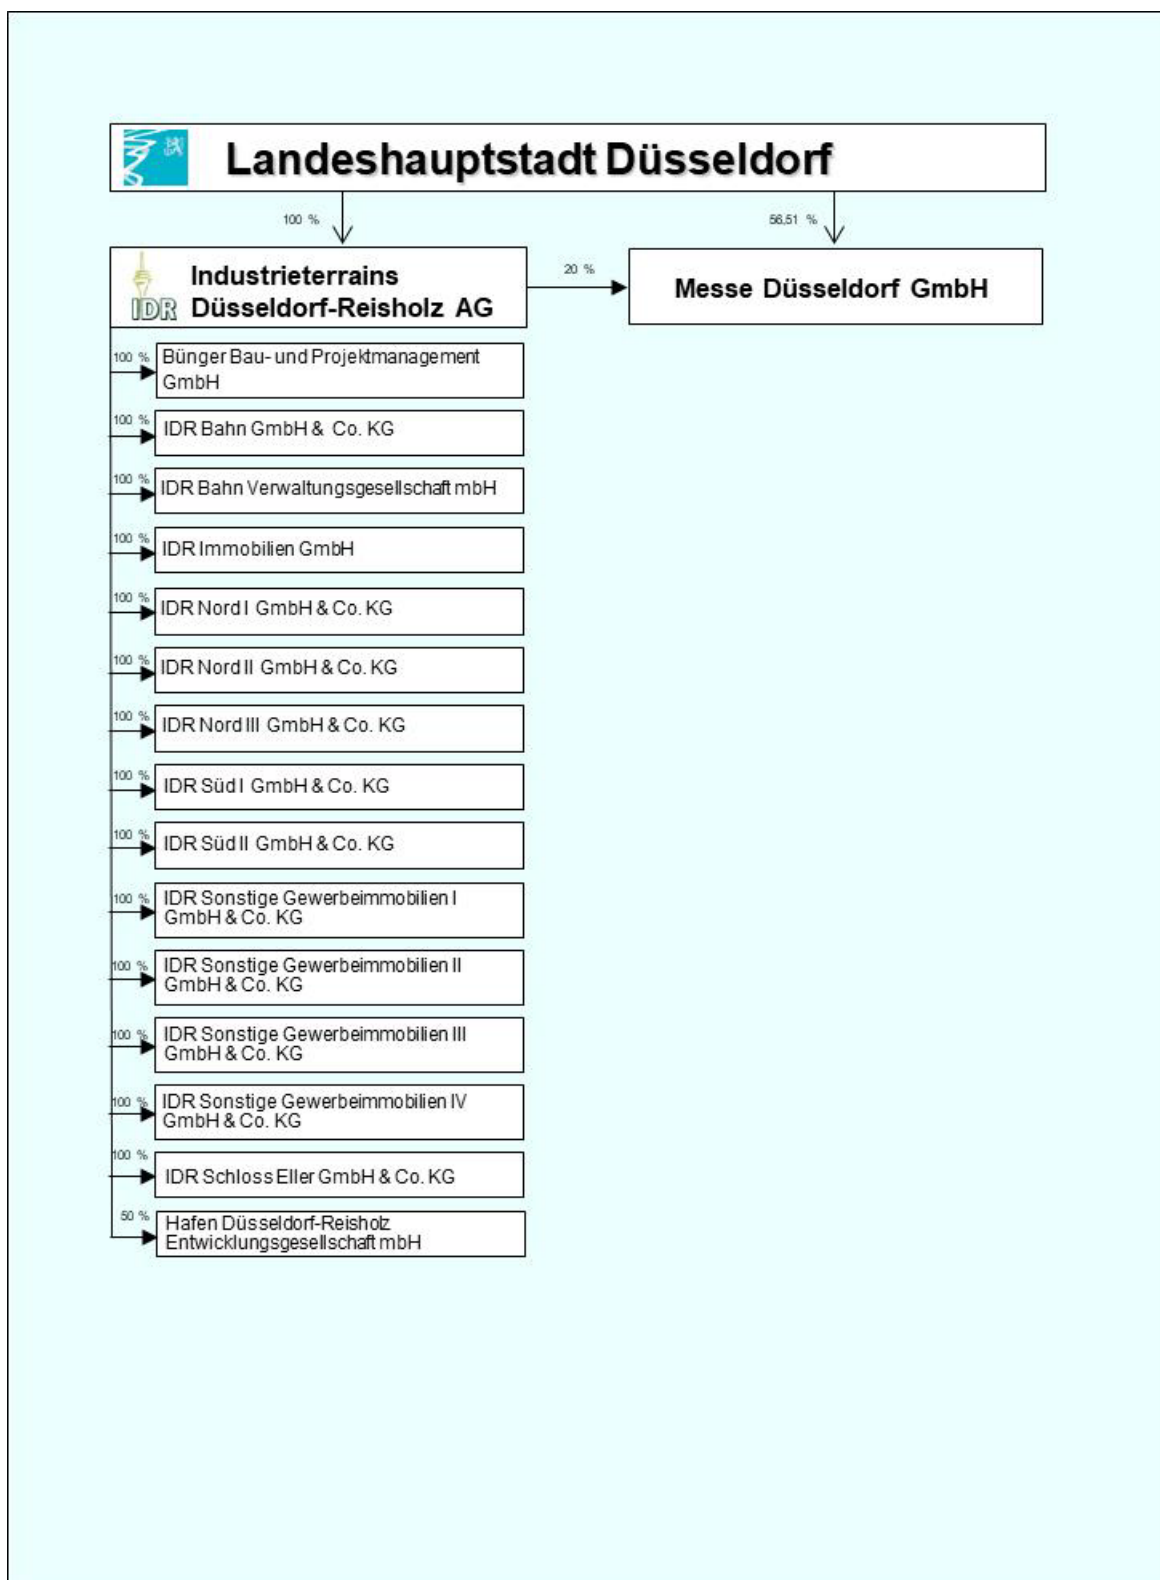 Landeshauptstadt Düsseldorf
100 %
56,51 %
IDR
Industrieterrains
Düsseldorf-Reisholz AG
20 %
Messe Düsseldorf GmbH
100 %
Bünger Bau- und Projektmanagement
GmbH
100 %
IDR Bahn GmbH & Co. KG
100 %
IDR Bahn Verwaltungsgesellschaft mbH
100 %
IDR Immobilien GmbH
100 %
IDR Nord I GmbH & Co. KG
100 %
IDR Nord II GmbH & Co. KG
100 %
IDR Nord III GmbH & Co. KG
100 %
IDR Süd I GmbH & Co. KG
100 %
IDR Süd II GmbH & Co. KG
100 %
IDR Sonstige Gewerbeimmobilien I
GmbH & Co. KG
100 %
IDR Sonstige Gewerbeimmobilien II
GmbH & Co. KG
100 %
IDR Sonstige Gewerbeimmobilien III
GmbH & Co. KG
100 %
IDR Sonstige Gewerbeimmobilien IV
GmbH & Co. KG
100 %
IDR Schloss Eller GmbH & Co. KG
50 %
Hafen Düsseldorf-Reisholz
Entwicklungsgesellschaft mbH